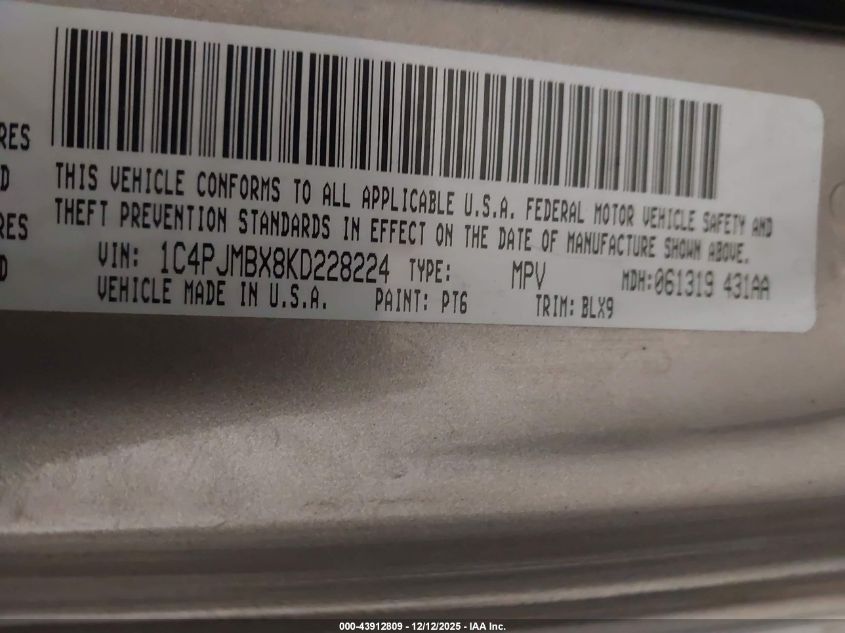 RES
D
RES
D
THIS VEHICLE CONFORMS TO ALL APPLICABLE U.S.A. FEDERAL MOTOR VEHICLE SAFETY AND
THEFT PREVENTION STANDARDS IN EFFECT ON THE DATE OF MANUFACTURE SHOWN ABOVE.
VIN: 1C4PJMBX8KD228224 TYPE: MPV MDH:061319 431AA
VEHICLE MADE IN U.S.A. PAINT: PT6 TRIM: BLX9
000-43912809 - 12/12/2025 - IAA Inc.